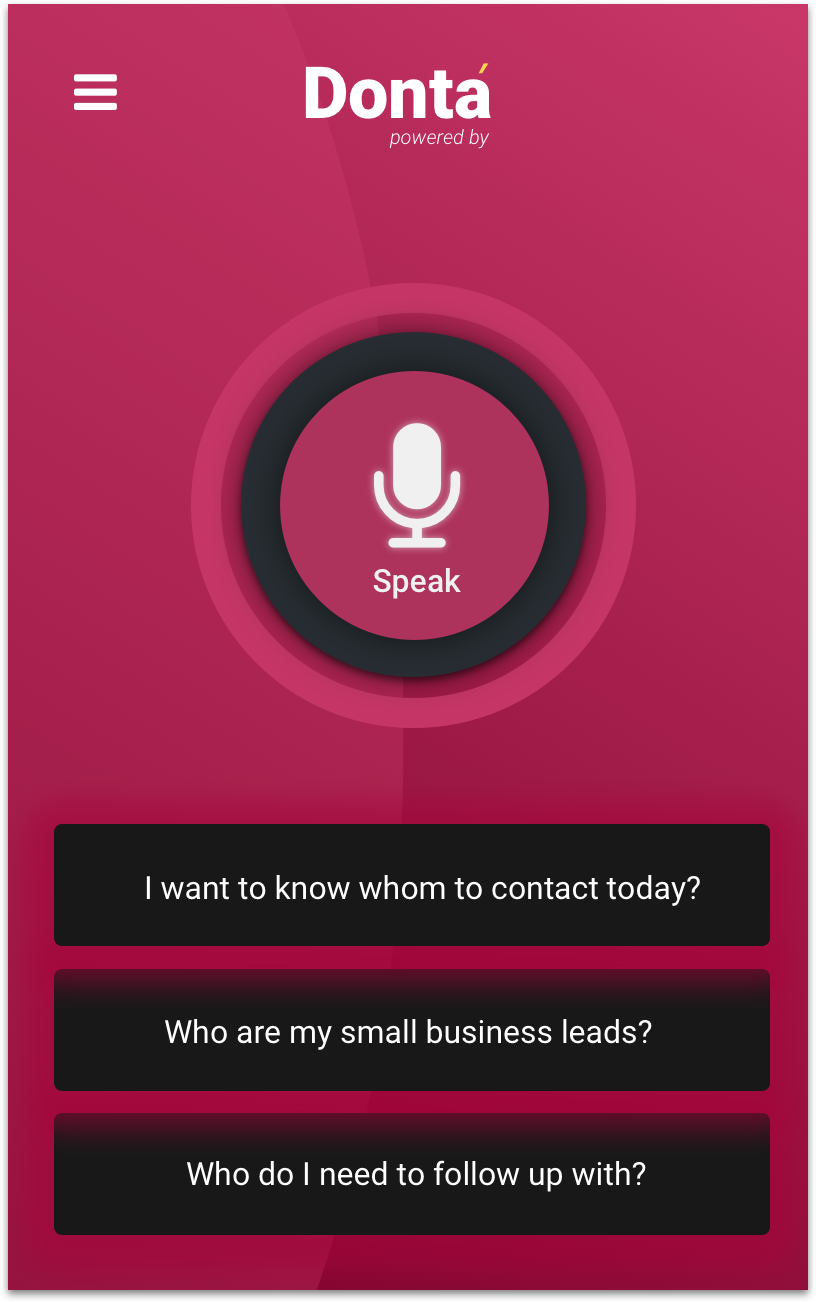 Dontá
powered by
Speak
I want to know whom to contact today?
Who are my small business leads?
Who do I need to follow up with?